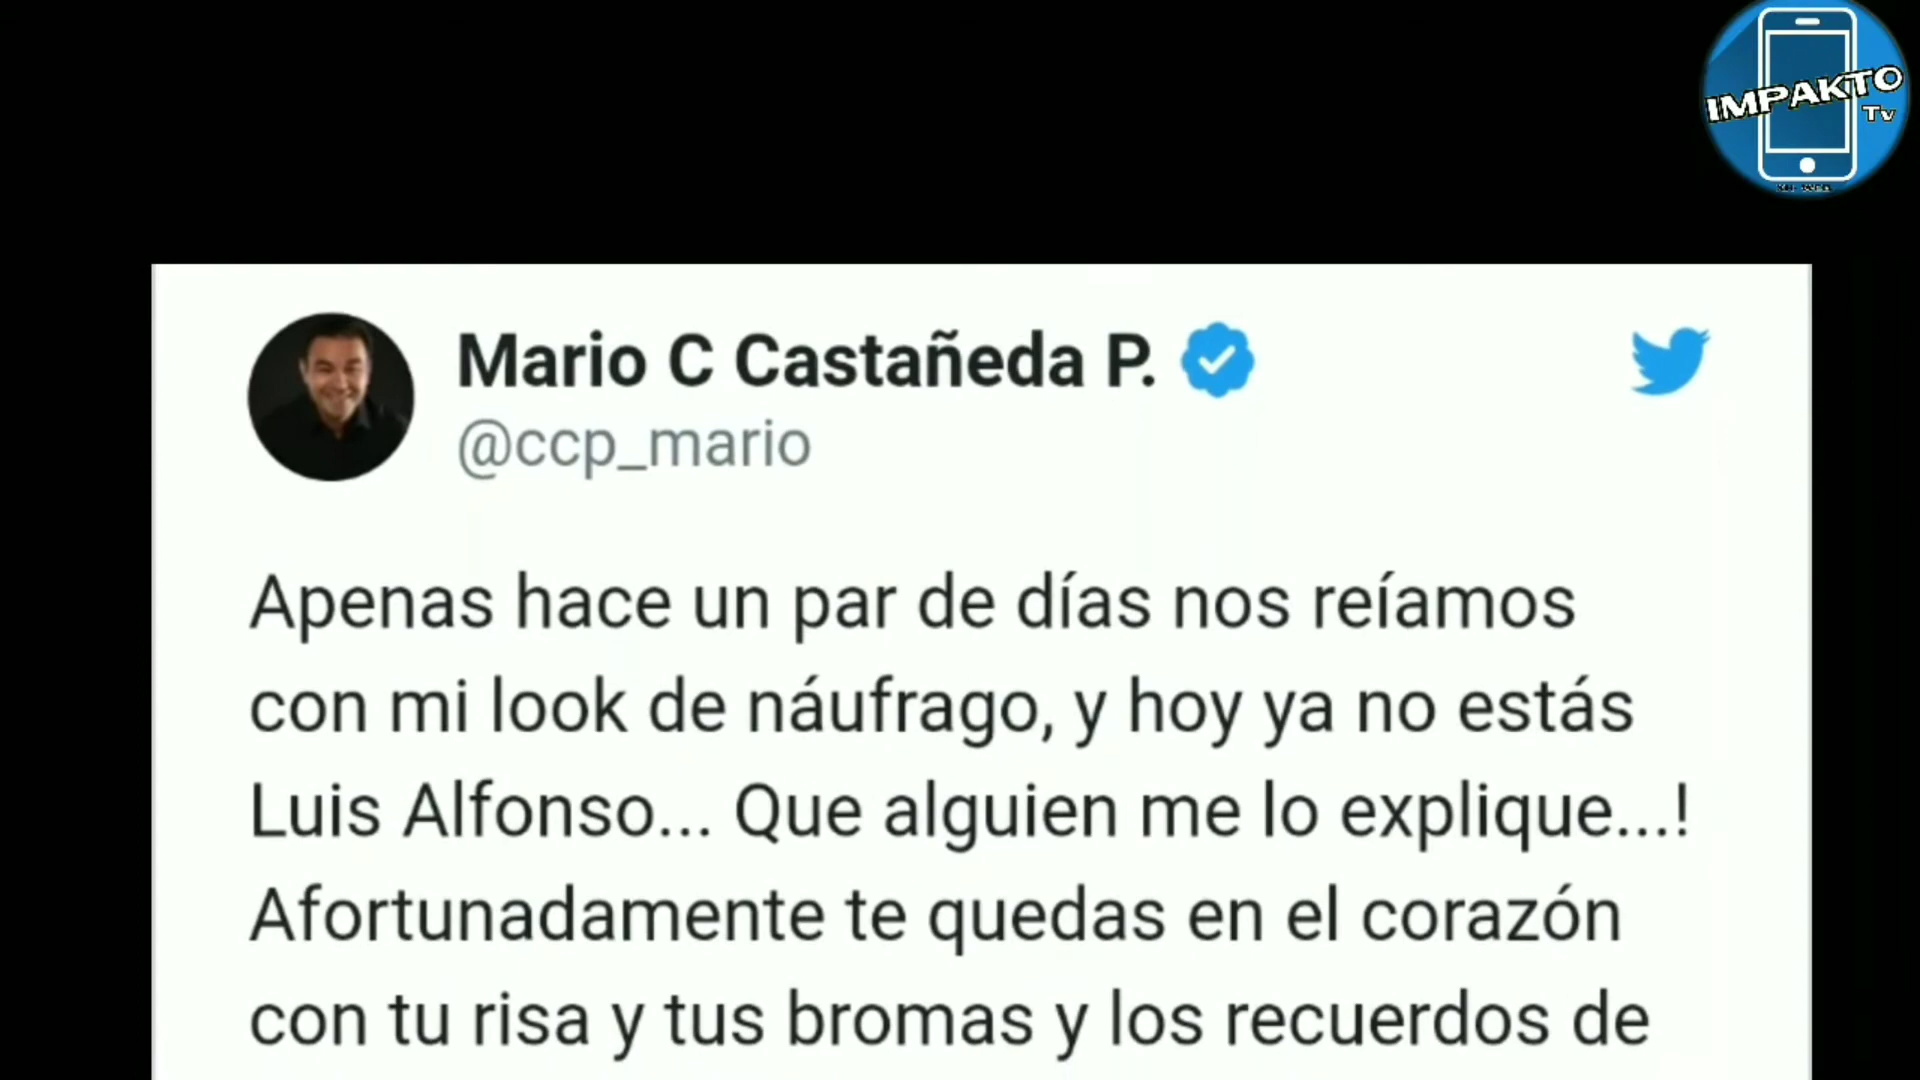 IMPAKTO
Tv
Mario C Castañeda P.
@ccp_mario
Apenas hace un par de días nos reíamos
con mi look de náufrago, y hoy ya no estás
Luis Alfonso... Que alguien me lo explique...!
Afortunadamente te quedas en el corazón
con tu risa y tus bromas y los recuerdos de